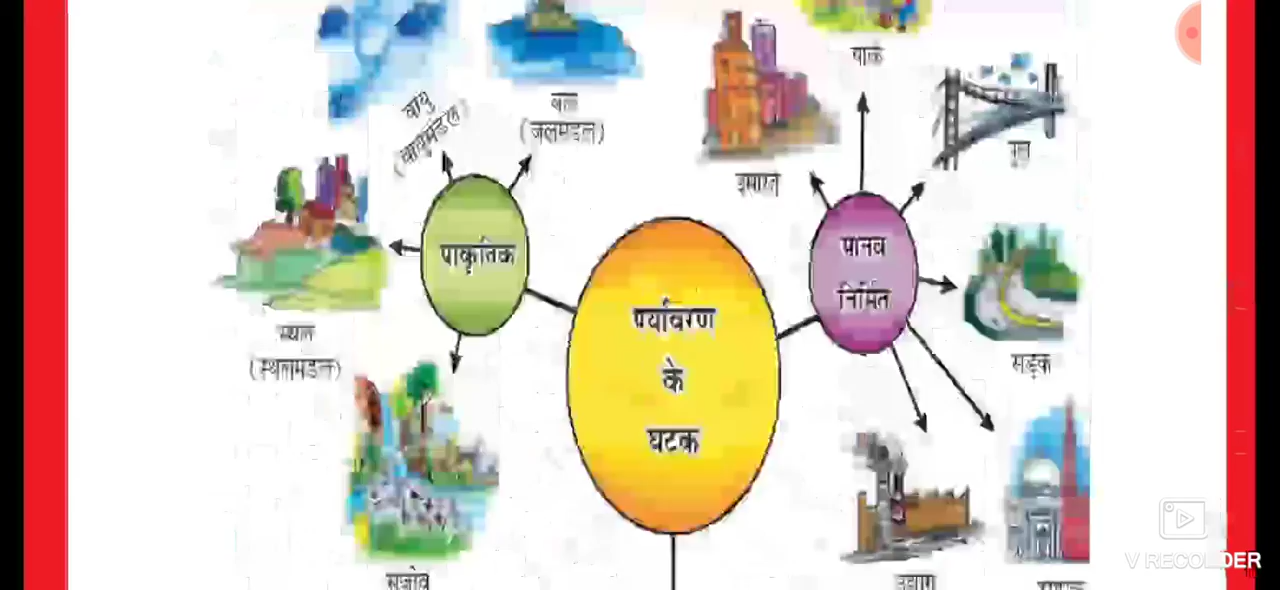 पार्क
वायु
(वायुमंडल)
जल
(जलमंडल)
पुल
इमारत
प्राकृतिक
मानव
निर्मित
पर्यावरण
के
घटक
स्थल
(स्थलमंडल)
सड़क
सजीव
उद्योग
V RECORDER